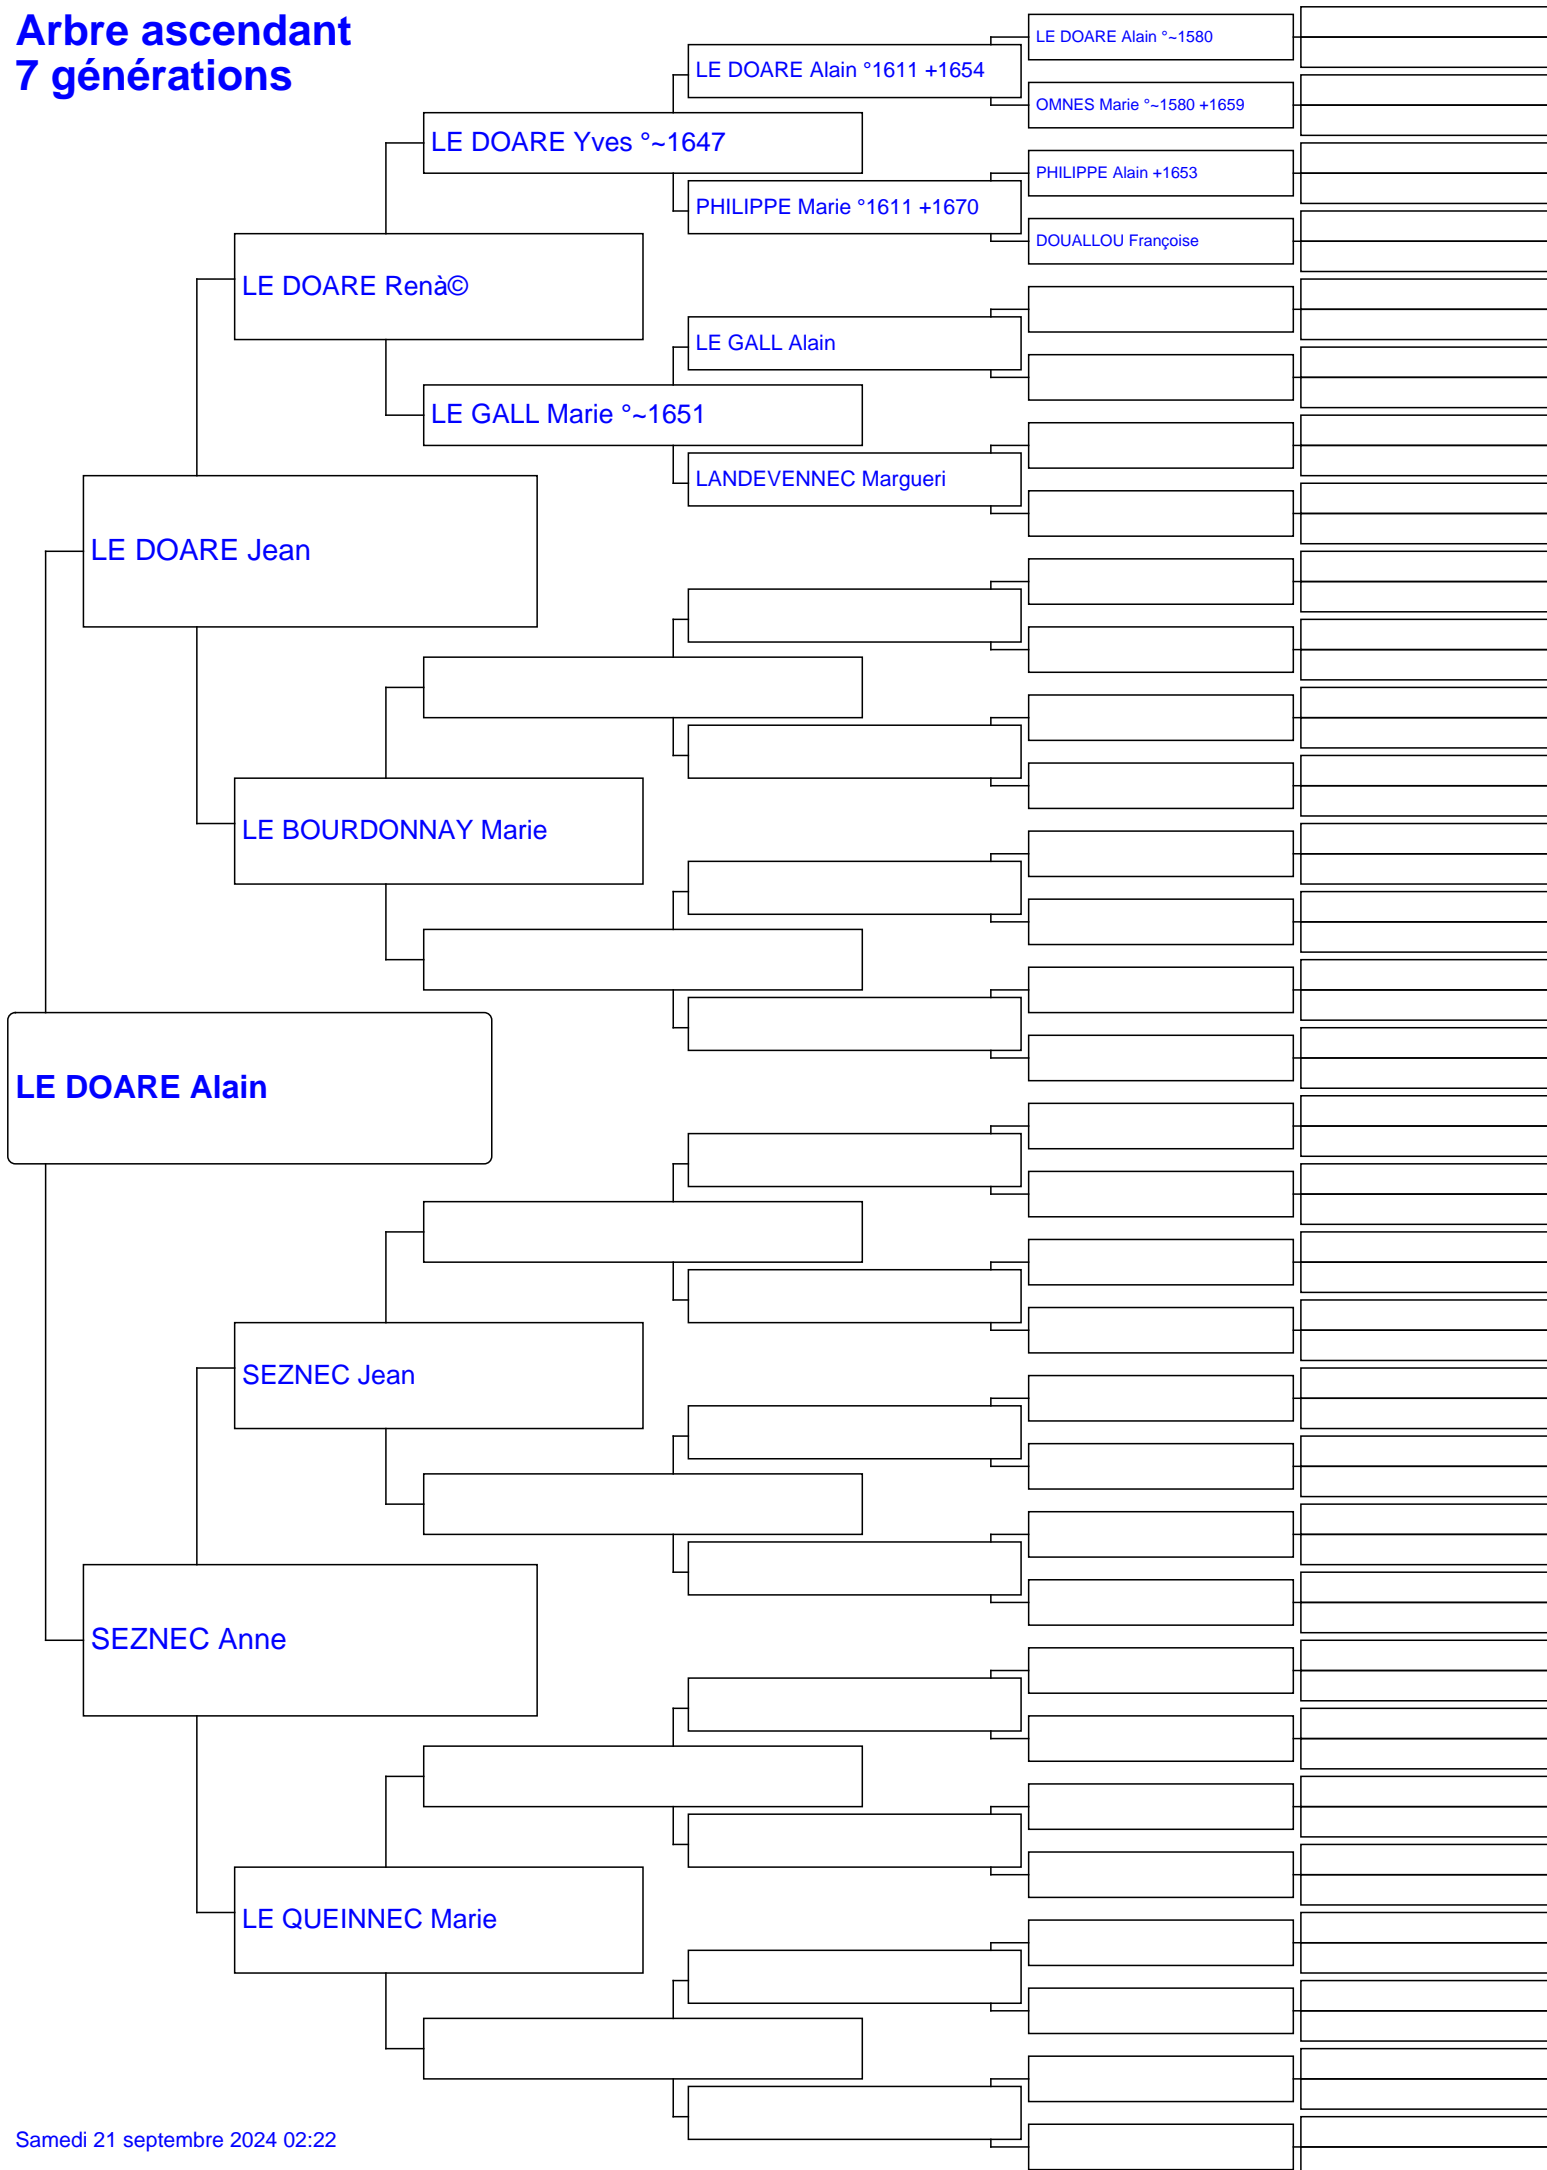 Arbre ascendant
7 générations
LE DOARE Alain °~1580
LE DOARE Alain °1611 +1654
OMNES Marie °~1580 +1659
LE DOARE Yves °~1647
PHILIPPE Alain +1653
PHILIPPE Marie °1611 +1670
DOUALLOU Françoise
LE DOARE Renà©
LE GALL Alain
LE GALL Marie °~1651
LANDEVENNEC Margueri
LE DOARE Jean
LE BOURDONNAY Marie
LE DOARE Alain
SEZNEC Jean
SEZNEC Anne
LE QUEINNEC Marie
Samedi 21 septembre 2024 02:22